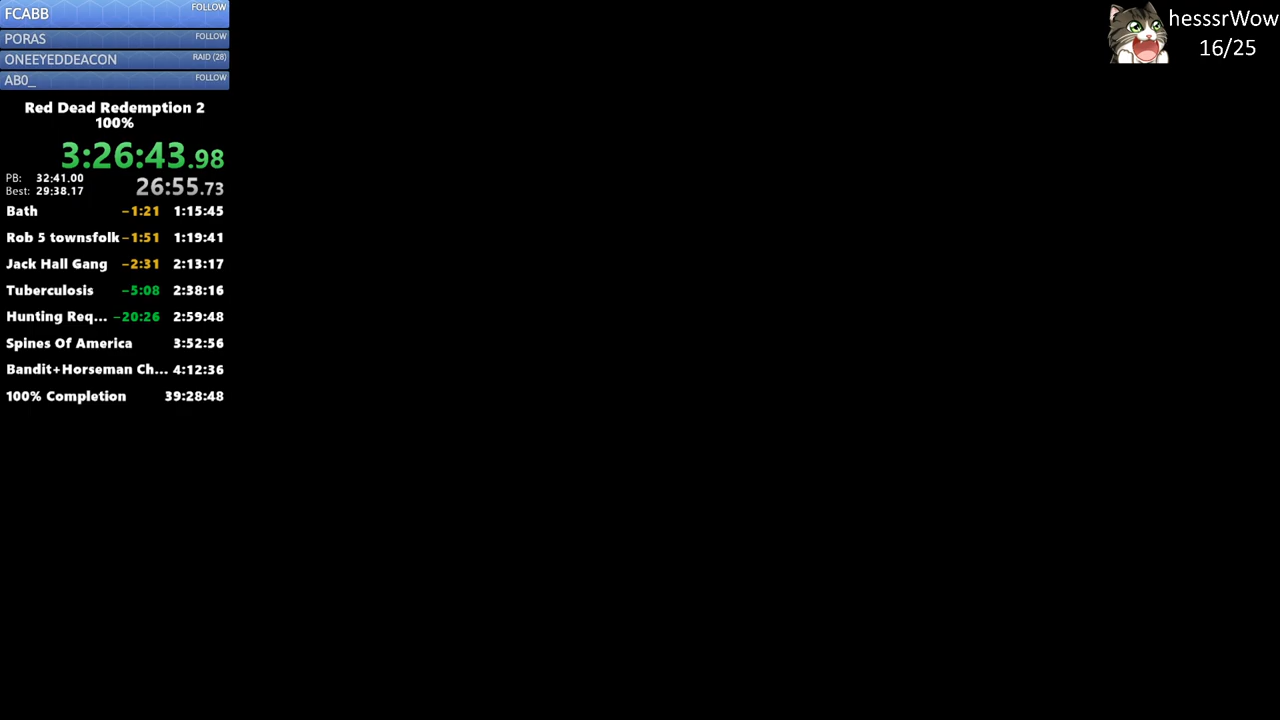 FCABB FOLLOW
PORAS FOLLOW
ONEEYEDDEACON RAID (28)
AB0_ FOLLOW
hesssrWow
16/25
Red Dead Redemption 2
100%
3:26:43.98
PB: 32:41.00
Best: 29:38.17
26:55.73
Bath -1:21 1:15:45
Rob 5 townsfolk -1:51 1:19:41
Jack Hall Gang -2:31 2:13:17
Tuberculosis -5:08 2:38:16
Hunting Req... -20:26 2:59:48
Spines Of America 3:52:56
Bandit+Horseman Ch... 4:12:36
100% Completion 39:28:48